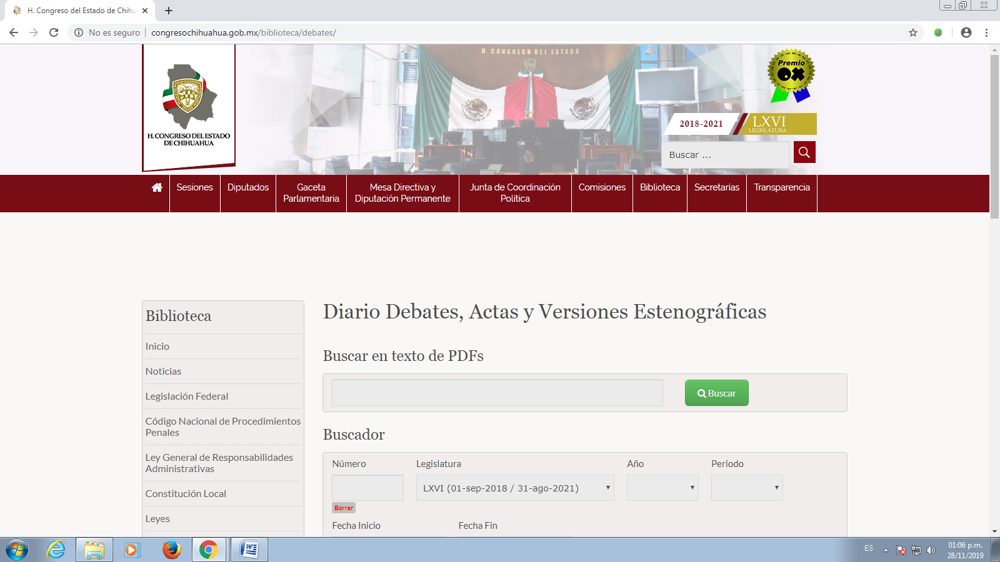 H. Congreso del Estado de Chihu
No es seguro
congresochihuahua.gob.mx/biblioteca/debates/
H. CONGRESO DEL ESTADO
Premio
OX
H. CONGRESO DEL ESTADO
DE CHIHUAHUA
2018-2021
LXVI
LEGISLATURA
Buscar ...
Sesiones
Diputados
Gaceta
Parlamentaria
Mesa Directiva y
Diputación Permanente
Junta de Coordinación
Política
Comisiones
Biblioteca
Secretarías
Transparencia
Biblioteca
Inicio
Noticias
Legislación Federal
Código Nacional de Procedimientos
Penales
Ley General de Responsabilidades
Administrativas
Constitución Local
Leyes
Diario Debates, Actas y Versiones Estenográficas
Buscar en texto de PDFs
Buscar
Buscador
Número
Legislatura
Año
Periodo
LXVI (01-sep-2018 / 31-ago-2021)
Borrar
Fecha Inicio
Fecha Fin
ES
01:06 p.m.
28/11/2019